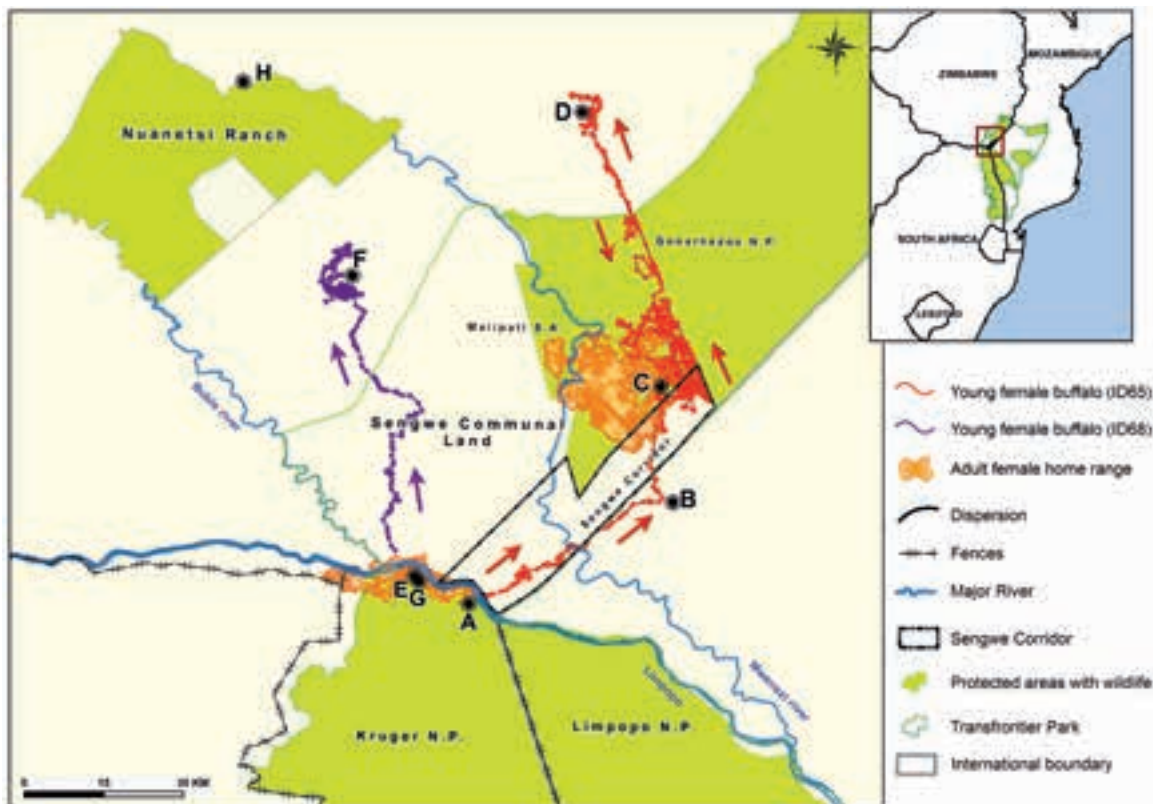 H
Nuanetsi Ranch
D
F
C
Sengwe Communal
Land
Sengwe Corridor
B
E G
A
Kruger N.P.
Limpopo N.P.
Limpopo
MOZAMBIQUE
ZIMBABWE
SOUTH AFRICA
Young female buffalo (ID65)
Young female buffalo (ID68)
Adult female home range
Dispersion
Fences
Major River
Sengwe Corridor
Protected areas with wildlife
Transfrontier Park
International boundary